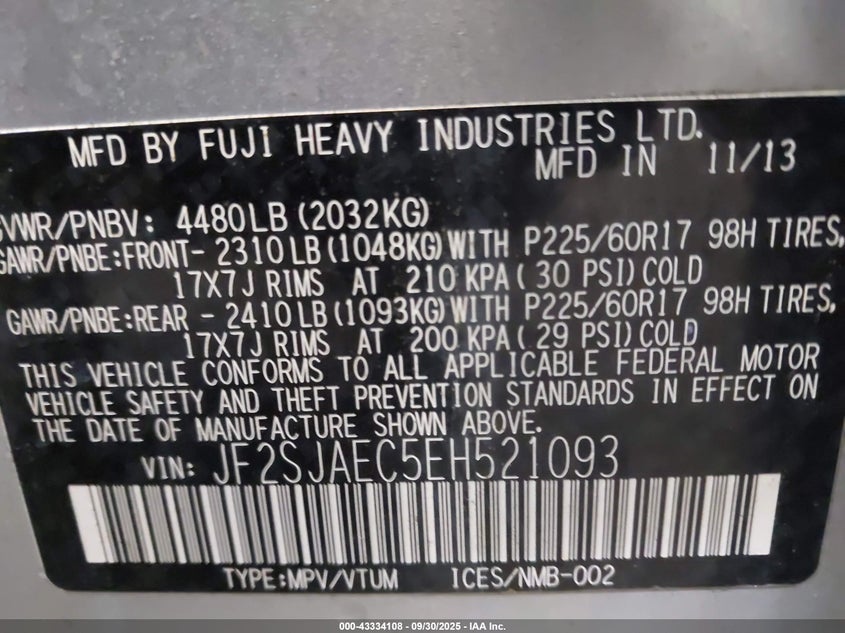 MFD BY FUJI HEAVY INDUSTRIES LTD.
MFD IN 11/13
GVWR/PNBV: 4480LB (2032KG)
GAWR/PNBE:FRONT- 2310LB (1048KG) WITH P225/60R17 98H TIRES,
17X7J RIMS AT 210 KPA ( 30 PSI) COLD
GAWR/PNBE:REAR - 2410LB (1093KG) WITH P225/60R17 98H TIRES,
17X7J RIMS AT 200 KPA ( 29 PSI) COLD
THIS VEHICLE CONFORMS TO ALL APPLICABLE FEDERAL MOTOR
VEHICLE SAFETY AND THEFT PREVENTION STANDARDS IN EFFECT ON
THE DATE OF MANUFACTURE SHOWN ABOVE.
VIN: JF2SJAEC5EH521093
TYPE:MPV/VTUM ICES/NMB-002
000-43334108 - 09/30/2025 - IAA Inc.